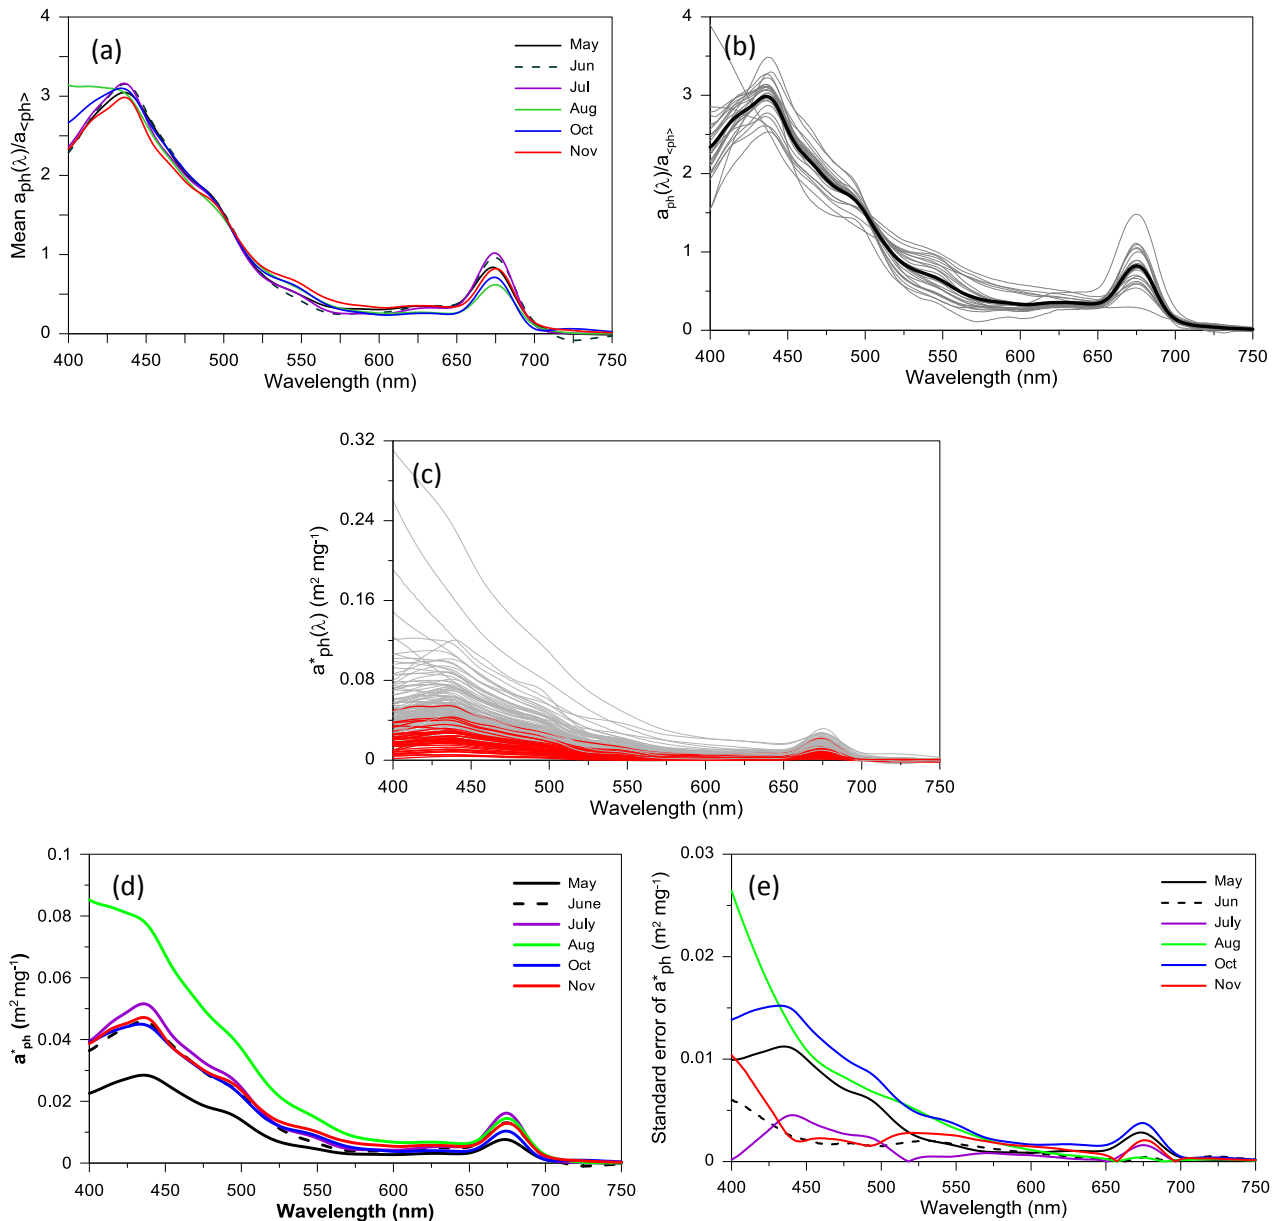 (a)
Mean aph(λ)/a<ph>
4
3
2
1
0
400 450 500 550 600 650 700 750
Wavelength (nm)
May
Jun
Jul
Aug
Oct
Nov
(b)
aph(λ)/a<ph>
4
3
2
1
0
400 450 500 550 600 650 700 750
Wavelength (nm)
(c)
a*ph(λ) (m² mg-¹)
0.32
0.24
0.16
0.08
0
400 450 500 550 600 650 700 750
Wavelength (nm)
(d)
a*ph (m² mg-¹)
0.1
0.08
0.06
0.04
0.02
0
400 450 500 550 600 650 700 750
Wavelength (nm)
May
June
July
Aug
Oct
Nov
(e)
Standard error of a*ph (m² mg-¹)
0.03
0.02
0.01
0
400 450 500 550 600 650 700 750
Wavelength (nm)
May
Jun
July
Aug
Oct
Nov